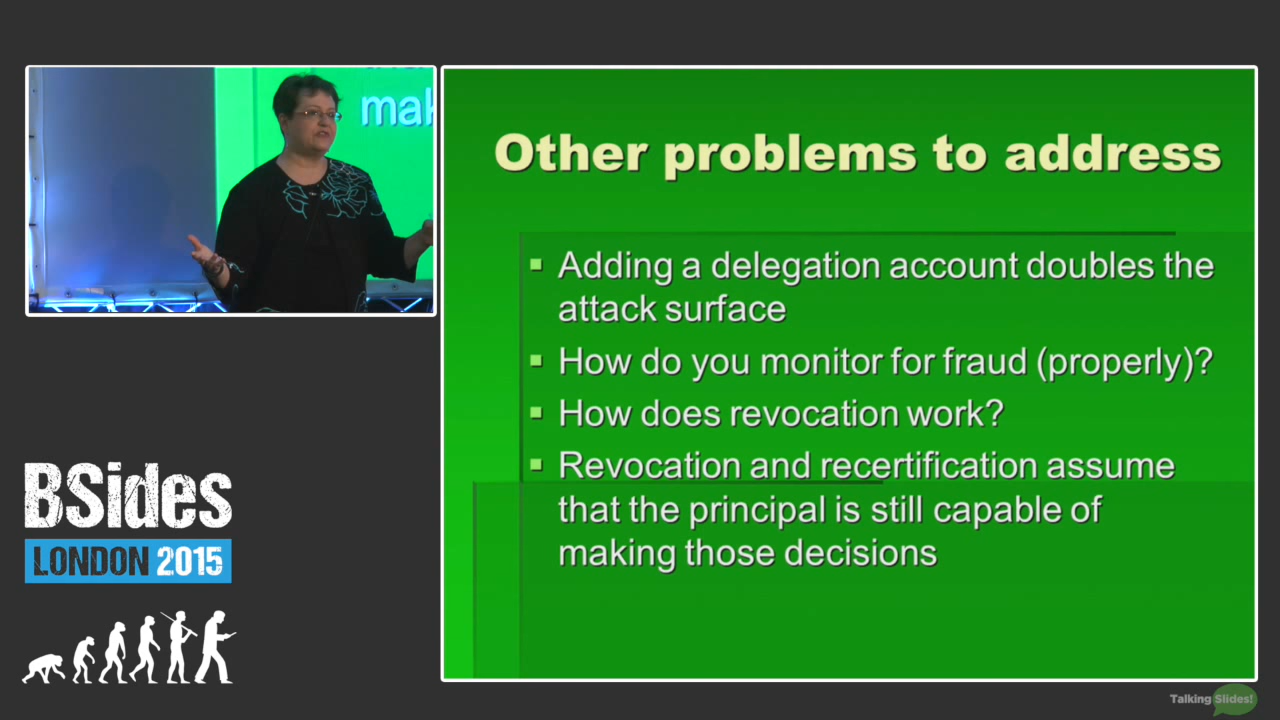 mak
Other problems to address
Adding a delegation account doubles the
attack surface
How do you monitor for fraud (properly)?
How does revocation work?
Revocation and recertification assume
that the principal is still capable of
making those decisions
BSides
LONDON 2015
Talking Slides!